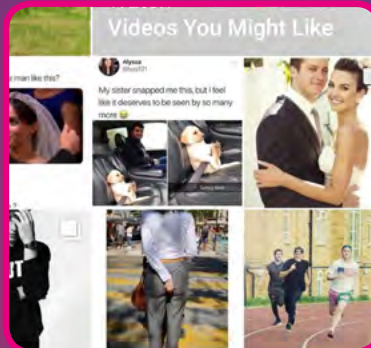 Videos You Might Like
Alyssa
man like this?
My sister snapped me this, but I feel
like it deserves to be seen by so many
more 😂